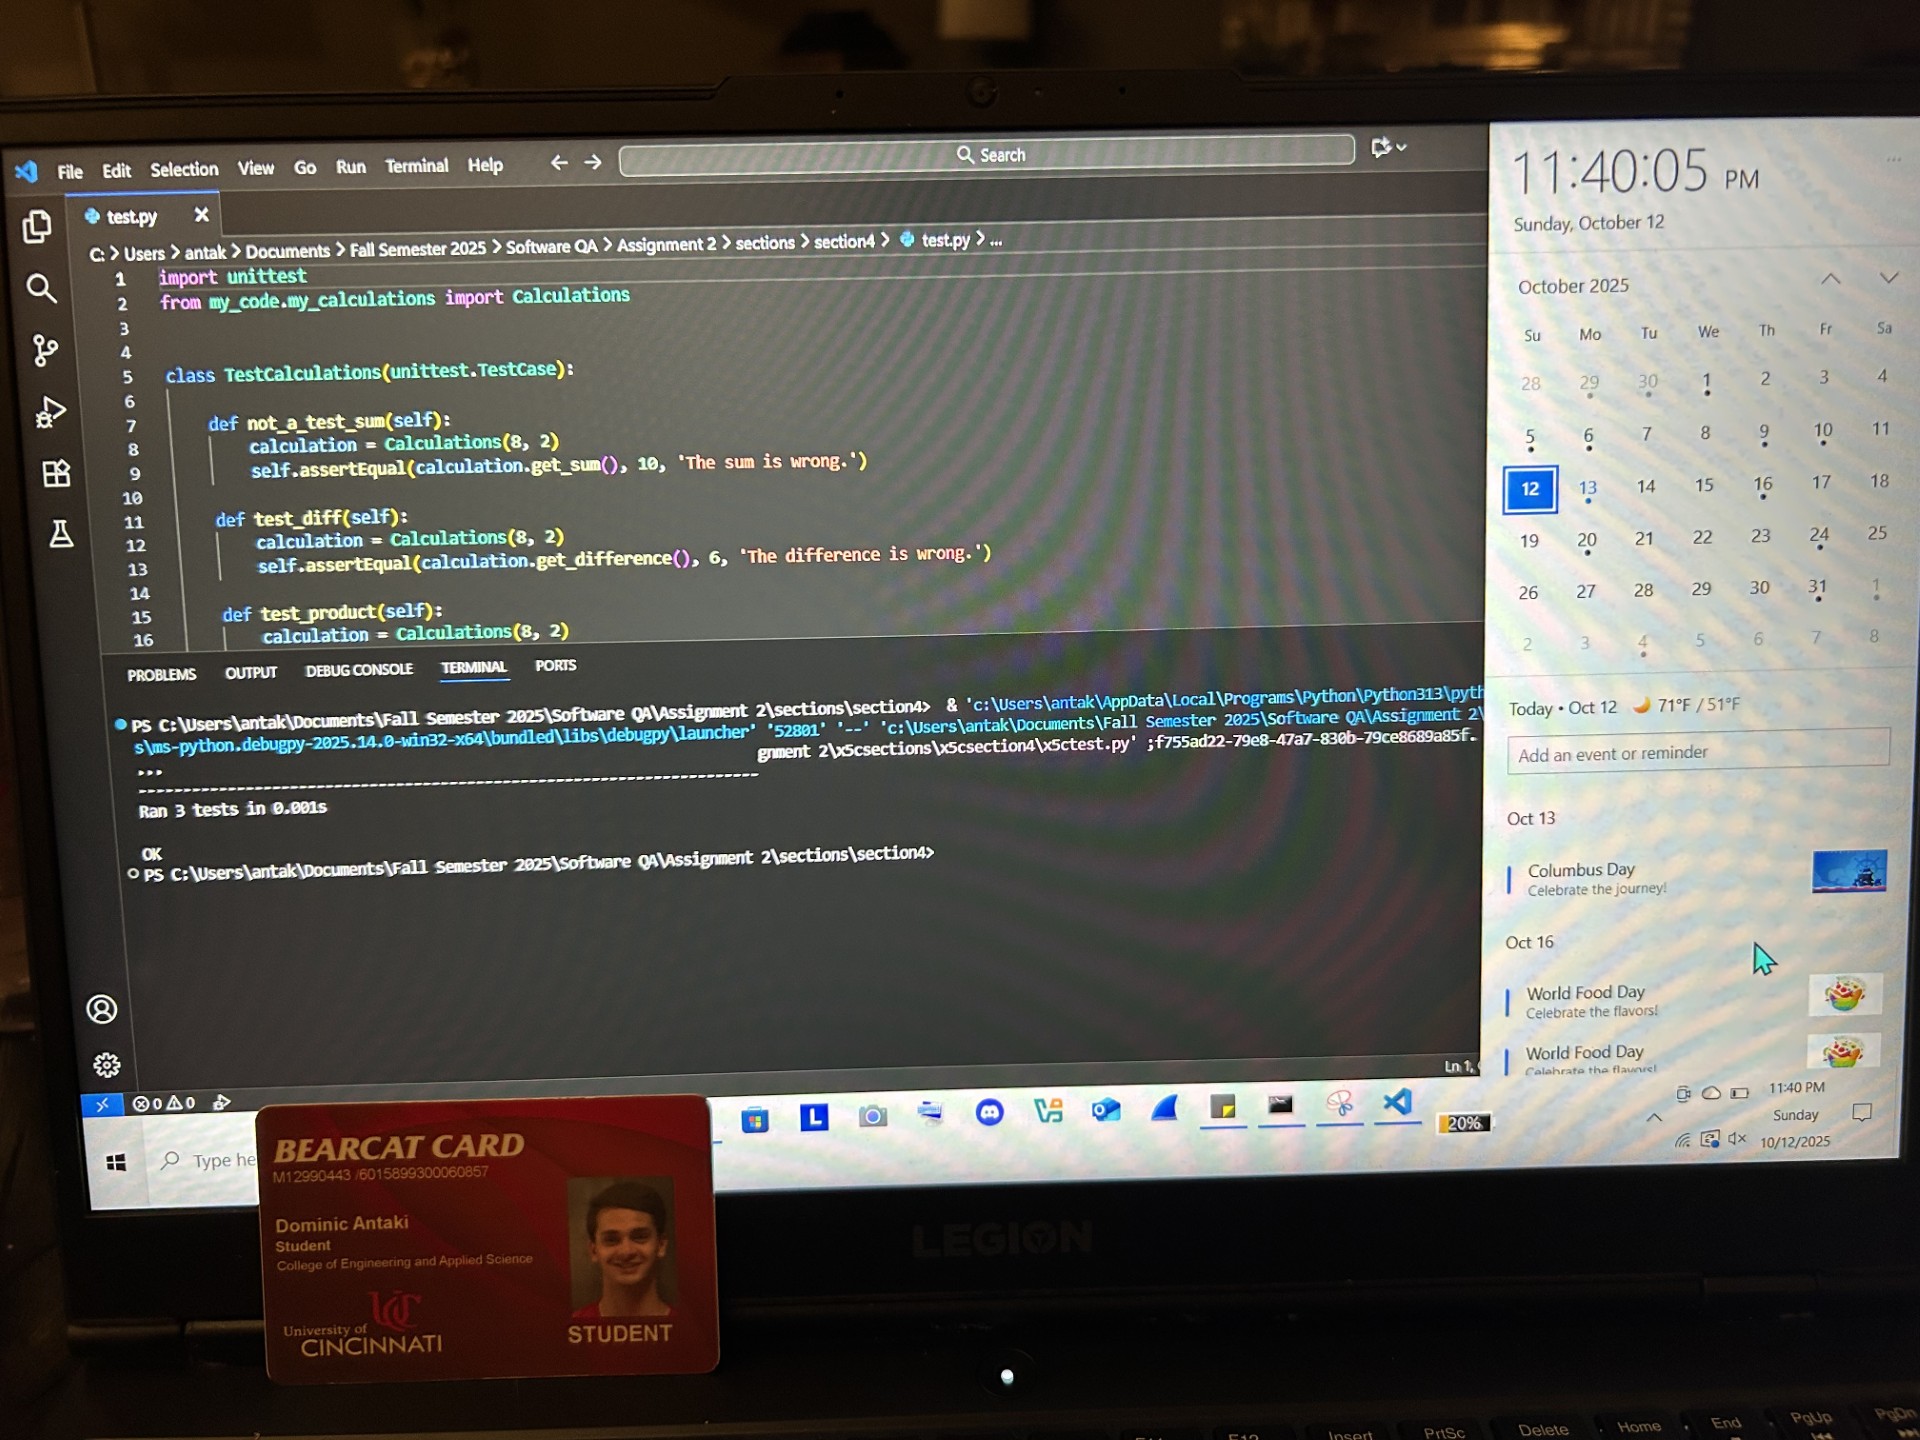 File Edit Selection View Go Run Terminal Help
Search
test.py
C: > Users > antak > Documents > Fall Semester 2025 > Software QA > Assignment 2 > sections > section4 > test.py > ...
1 import unittest
2 from my_code.my_calculations import Calculations
3
4
5 class TestCalculations(unittest.TestCase):
6
7 def not_a_test_sum(self):
8 calculation = Calculations(8, 2)
9 self.assertEqual(calculation.get_sum(), 10, 'The sum is wrong.')
10
11 def test_diff(self):
12 calculation = Calculations(8, 2)
13 self.assertEqual(calculation.get_difference(), 6, 'The difference is wrong.')
14
15 def test_product(self):
16 calculation = Calculations(8, 2)
PROBLEMS OUTPUT DEBUG CONSOLE TERMINAL PORTS
PS C:\Users\antak\Documents\Fall Semester 2025\Software QA\Assignment 2\sections\section4> & 'c:\Users\antak\AppData\Local\Programs\Python\Python313\pyth
s\ms-python.debugpy-2025.14.0-win32-x64\bundled\libs\debugpy\launcher' '52801' '--' 'c:\Users\antak\Documents\Fall Semester 2025\Software QA\Assignment 2\
gnment 2\x5csections\x5csection4\x5ctest.py' ;f755ad22-79e8-47a7-830b-79ce8689a85f.
...
----------------------------------------------------------------------
Ran 3 tests in 0.001s
OK
PS C:\Users\antak\Documents\Fall Semester 2025\Software QA\Assignment 2\sections\section4>
Ln 1,
0 0
Type he
20%
11:40:05 PM
Sunday, October 12
October 2025
Su Mo Tu We Th Fr Sa
28 29 30 1 2 3 4
5 6 7 8 9 10 11
12 13 14 15 16 17 18
19 20 21 22 23 24 25
26 27 28 29 30 31 1
2 3 4 5 6 7 8
Today • Oct 12 71°F / 51°F
Add an event or reminder
Oct 13
Columbus Day
Celebrate the journey!
Oct 16
World Food Day
Celebrate the flavors!
World Food Day
Celebrate the flavors!
11:40 PM
Sunday
10/12/2025
BEARCAT CARD
M12990443 /6015899300060857
Dominic Antaki
Student
College of Engineering and Applied Science
UC
University of
CINCINNATI
STUDENT
LEGION
F12 Insert PrtSc Delete Home End PgUp PgDn